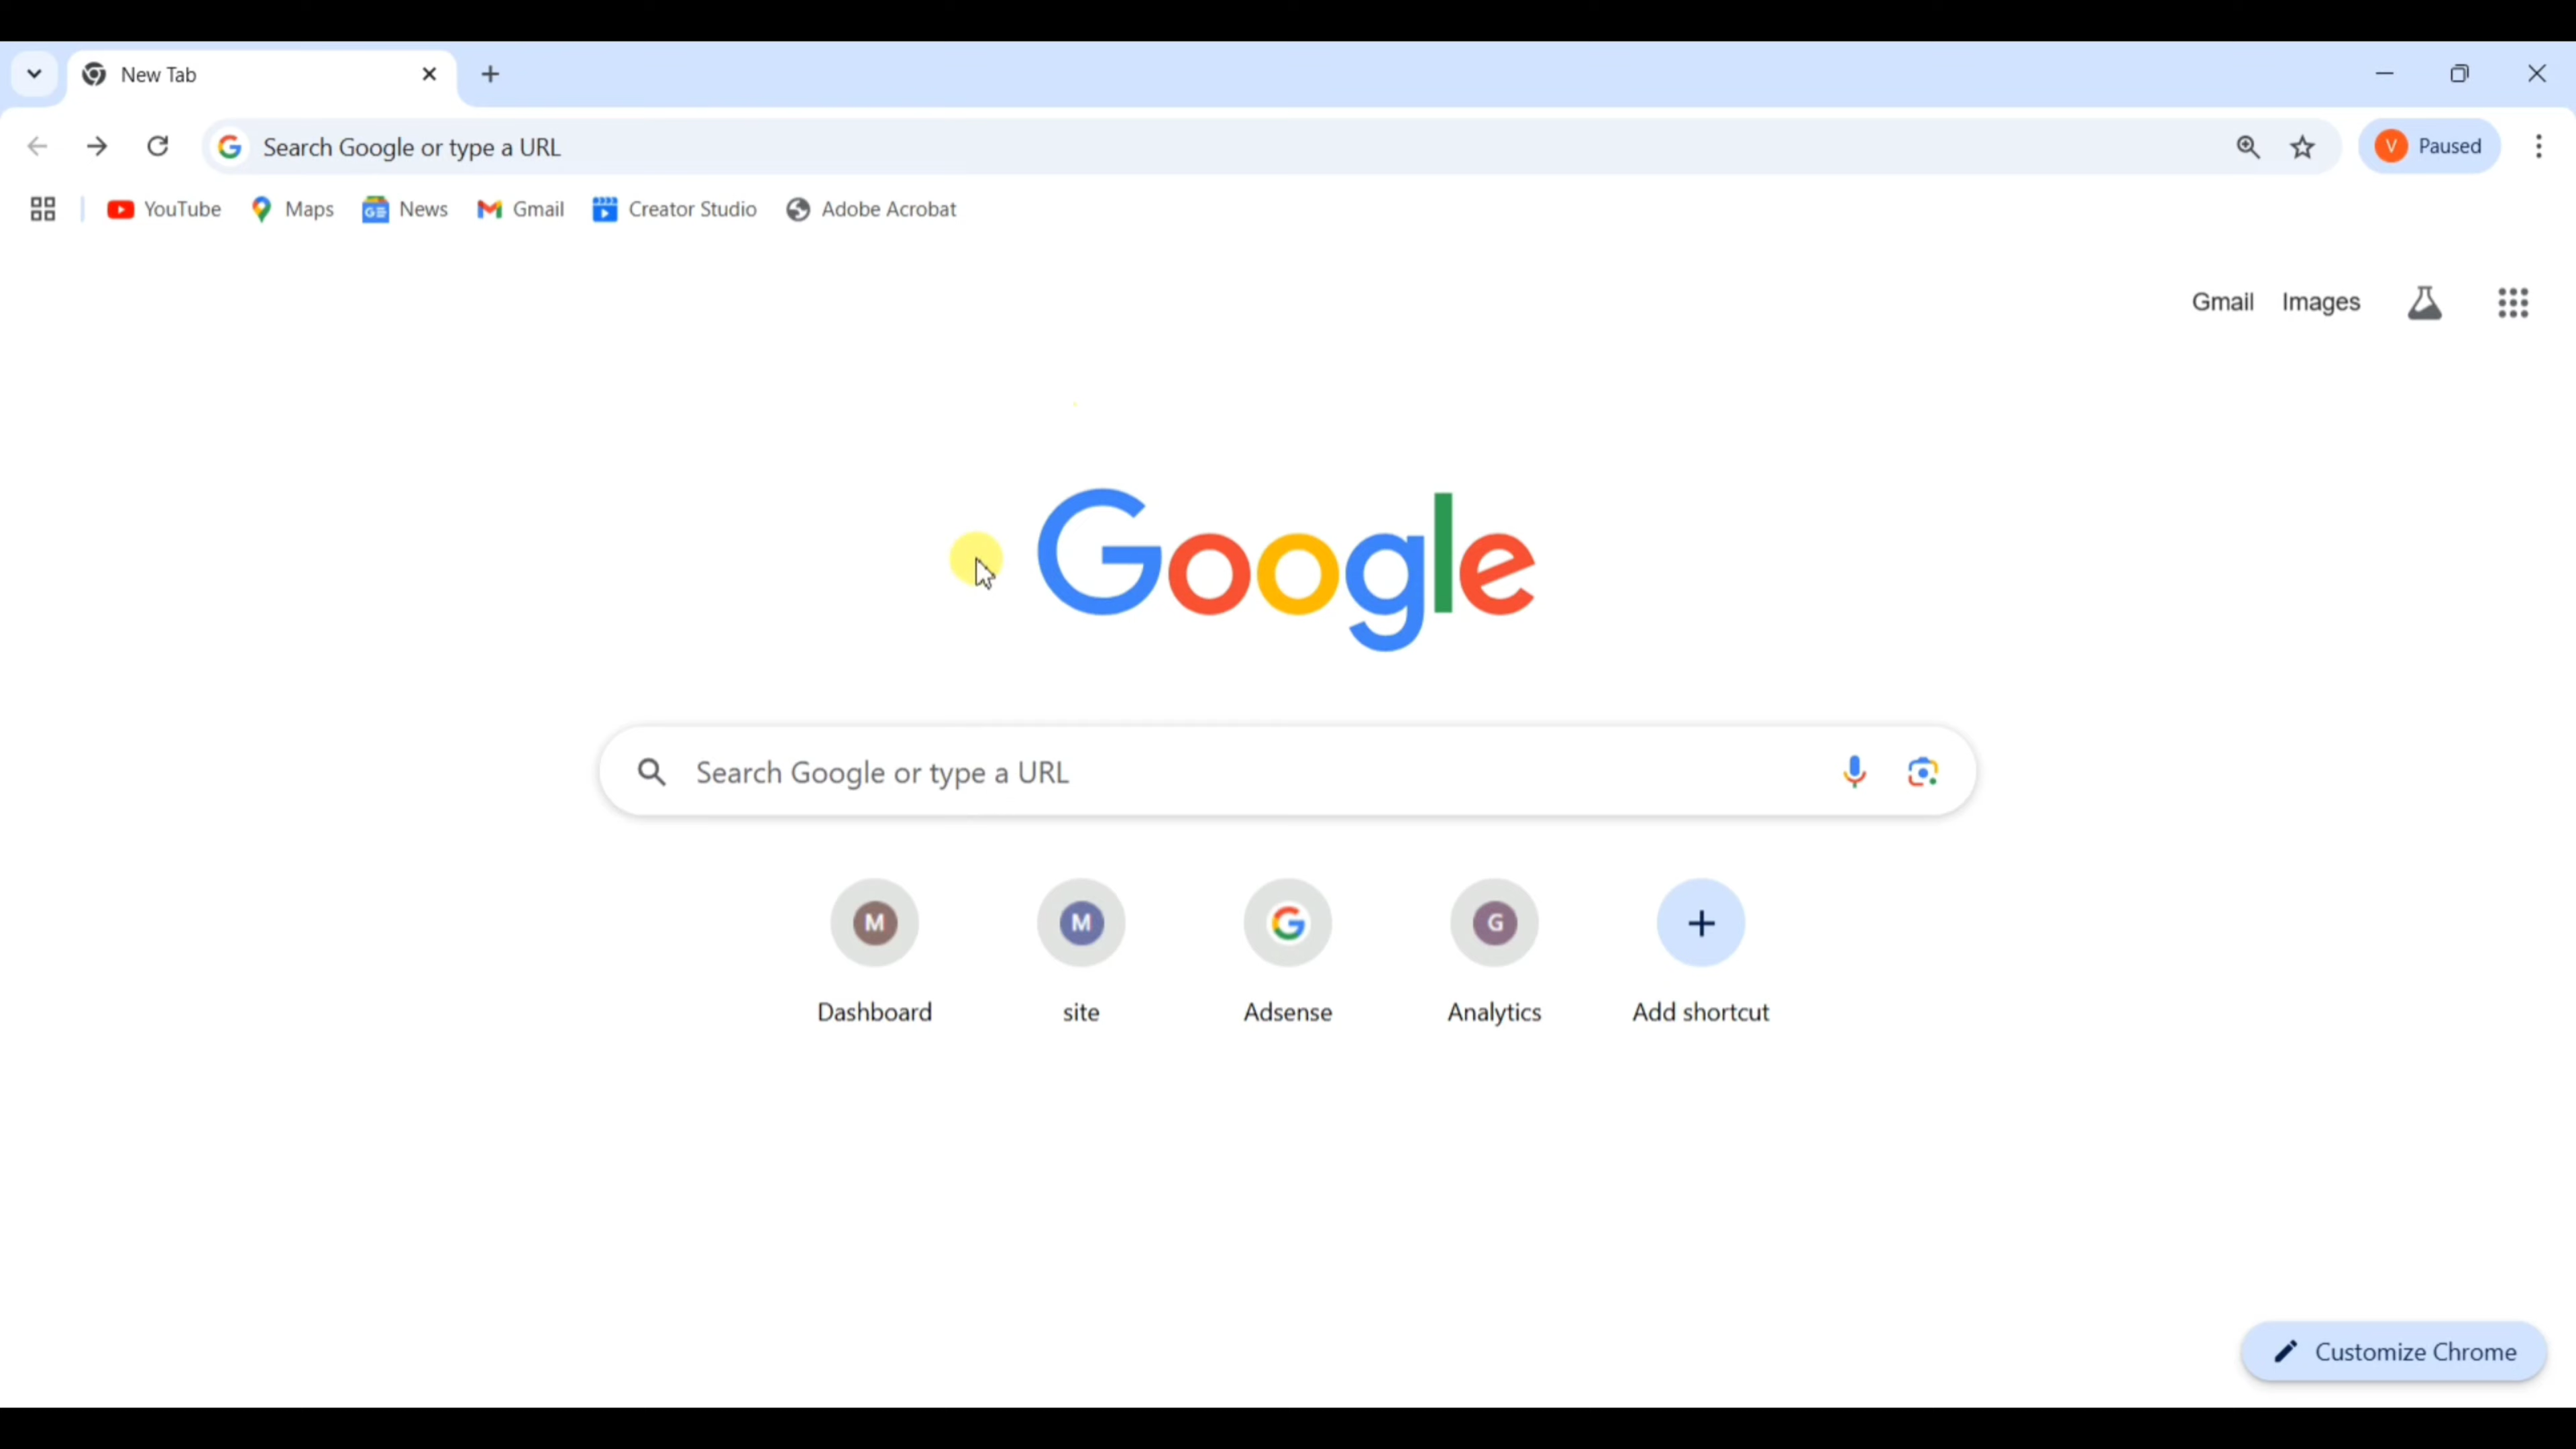 New Tab
Search Google or type a URL
V Paused
YouTube Maps GE News Gmail Creator Studio Adobe Acrobat
Gmail Images
Google
Search Google or type a URL
M M G G
Dashboard site Adsense Analytics Add shortcut
Customize Chrome